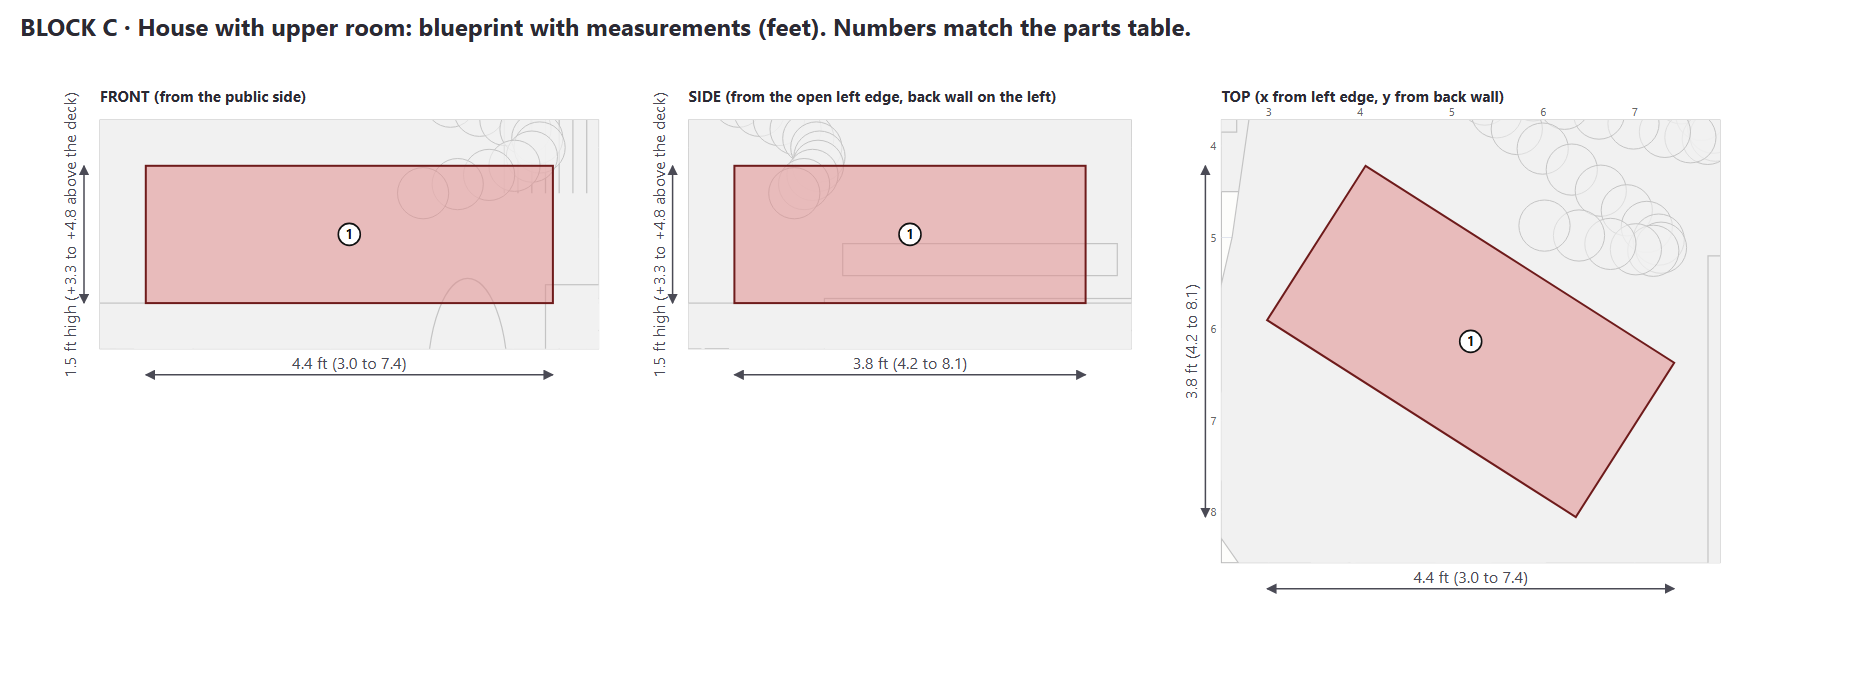 BLOCK C · House with upper room: blueprint with measurements (feet). Numbers match the parts table.
FRONT (from the public side)
1.5 ft high (+3.3 to +4.8 above the deck)
1
4.4 ft (3.0 to 7.4)
SIDE (from the open left edge, back wall on the left)
1.5 ft high (+3.3 to +4.8 above the deck)
1
3.8 ft (4.2 to 8.1)
TOP (x from left edge, y from back wall)
3 4 5 6 7
4
5
6
7
8
3.8 ft (4.2 to 8.1)
1
4.4 ft (3.0 to 7.4)